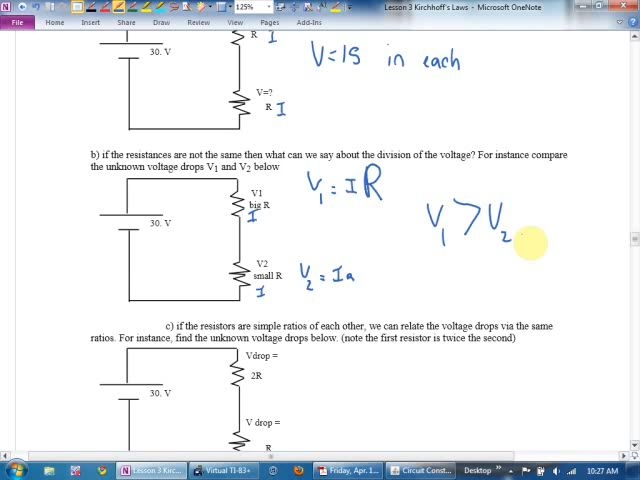 Lesson 3 Kirchhoff's Laws - Microsoft OneNote
125%
File Home Insert Share Draw Review View Add-Ins
R
I
30. V
V=15 in each
V=?
R I
b) if the resistances are not the same then what can we say about the division of the voltage? For instance compare
the unknown voltage drops V1 and V2 below
V1
big R
I
30. V
V1 = IR
V1 > V2
V2
small R
I
V2 = I
c) if the resistors are simple ratios of each other, we can relate the voltage drops via the same
ratios. For instance, find the unknown voltage drops below. (note the first resistor is twice the second)
Vdrop =
2R
30. V
V drop =
R
Lesson 3 Kirc... Virtual TI-83+ Friday, Apr. 1... Circuit Const... Desktop 10:27 AM